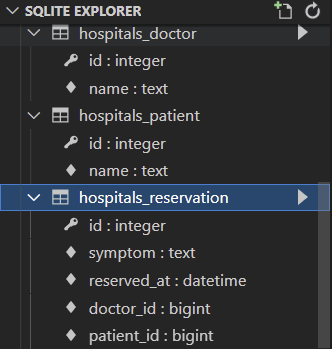 SQLITE EXPLORER
hospitals_doctor
id : integer
name : text
hospitals_patient
id : integer
name : text
hospitals_reservation
id : integer
symptom : text
reserved_at : datetime
doctor_id : bigint
patient_id : bigint